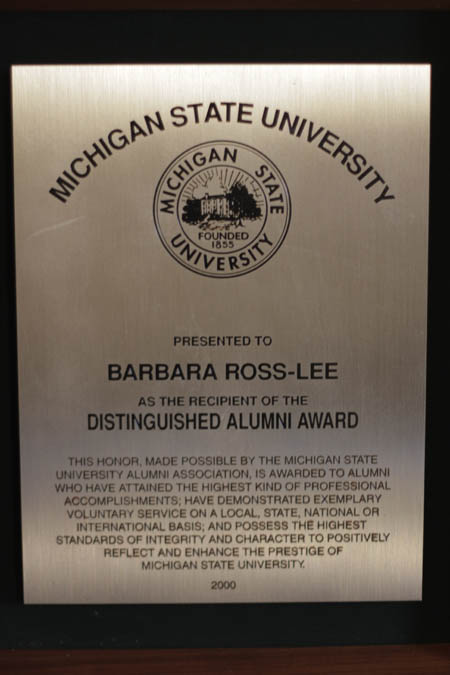 MICHIGAN STATE UNIVERSITY
MICHIGAN STATE
FOUNDED
1855
UNIVERSITY
PRESENTED TO
BARBARA ROSS-LEE
AS THE RECIPIENT OF THE
DISTINGUISHED ALUMNI AWARD
THIS HONOR, MADE POSSIBLE BY THE MICHIGAN STATE
UNIVERSITY ALUMNI ASSOCIATION, IS AWARDED TO ALUMNI
WHO HAVE ATTAINED THE HIGHEST KIND OF PROFESSIONAL
ACCOMPLISHMENTS; HAVE DEMONSTRATED EXEMPLARY
VOLUNTARY SERVICE ON A LOCAL, STATE, NATIONAL OR
INTERNATIONAL BASIS; AND POSSESS THE HIGHEST
STANDARDS OF INTEGRITY AND CHARACTER TO POSITIVELY
REFLECT AND ENHANCE THE PRESTIGE OF
MICHIGAN STATE UNIVERSITY.
2000